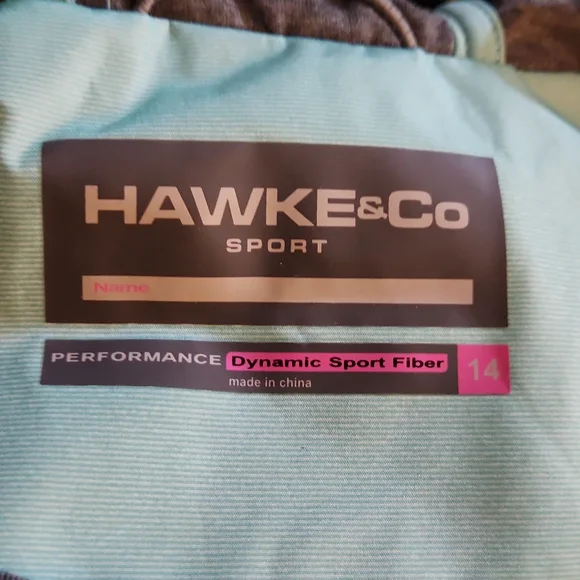 HAWKE&Co
SPORT
Name
PERFORMANCE Dynamic Sport Fiber 14
made in china